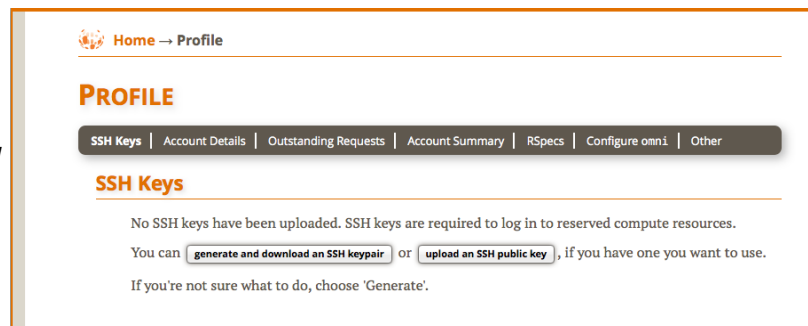 Home → Profile
PROFILE
SSH Keys | Account Details | Outstanding Requests | Account Summary | RSpecs | Configure omni | Other
SSH Keys
No SSH keys have been uploaded. SSH keys are required to log in to reserved compute resources.
You can generate and download an SSH keypair or upload an SSH public key , if you have one you want to use.
If you're not sure what to do, choose 'Generate'.